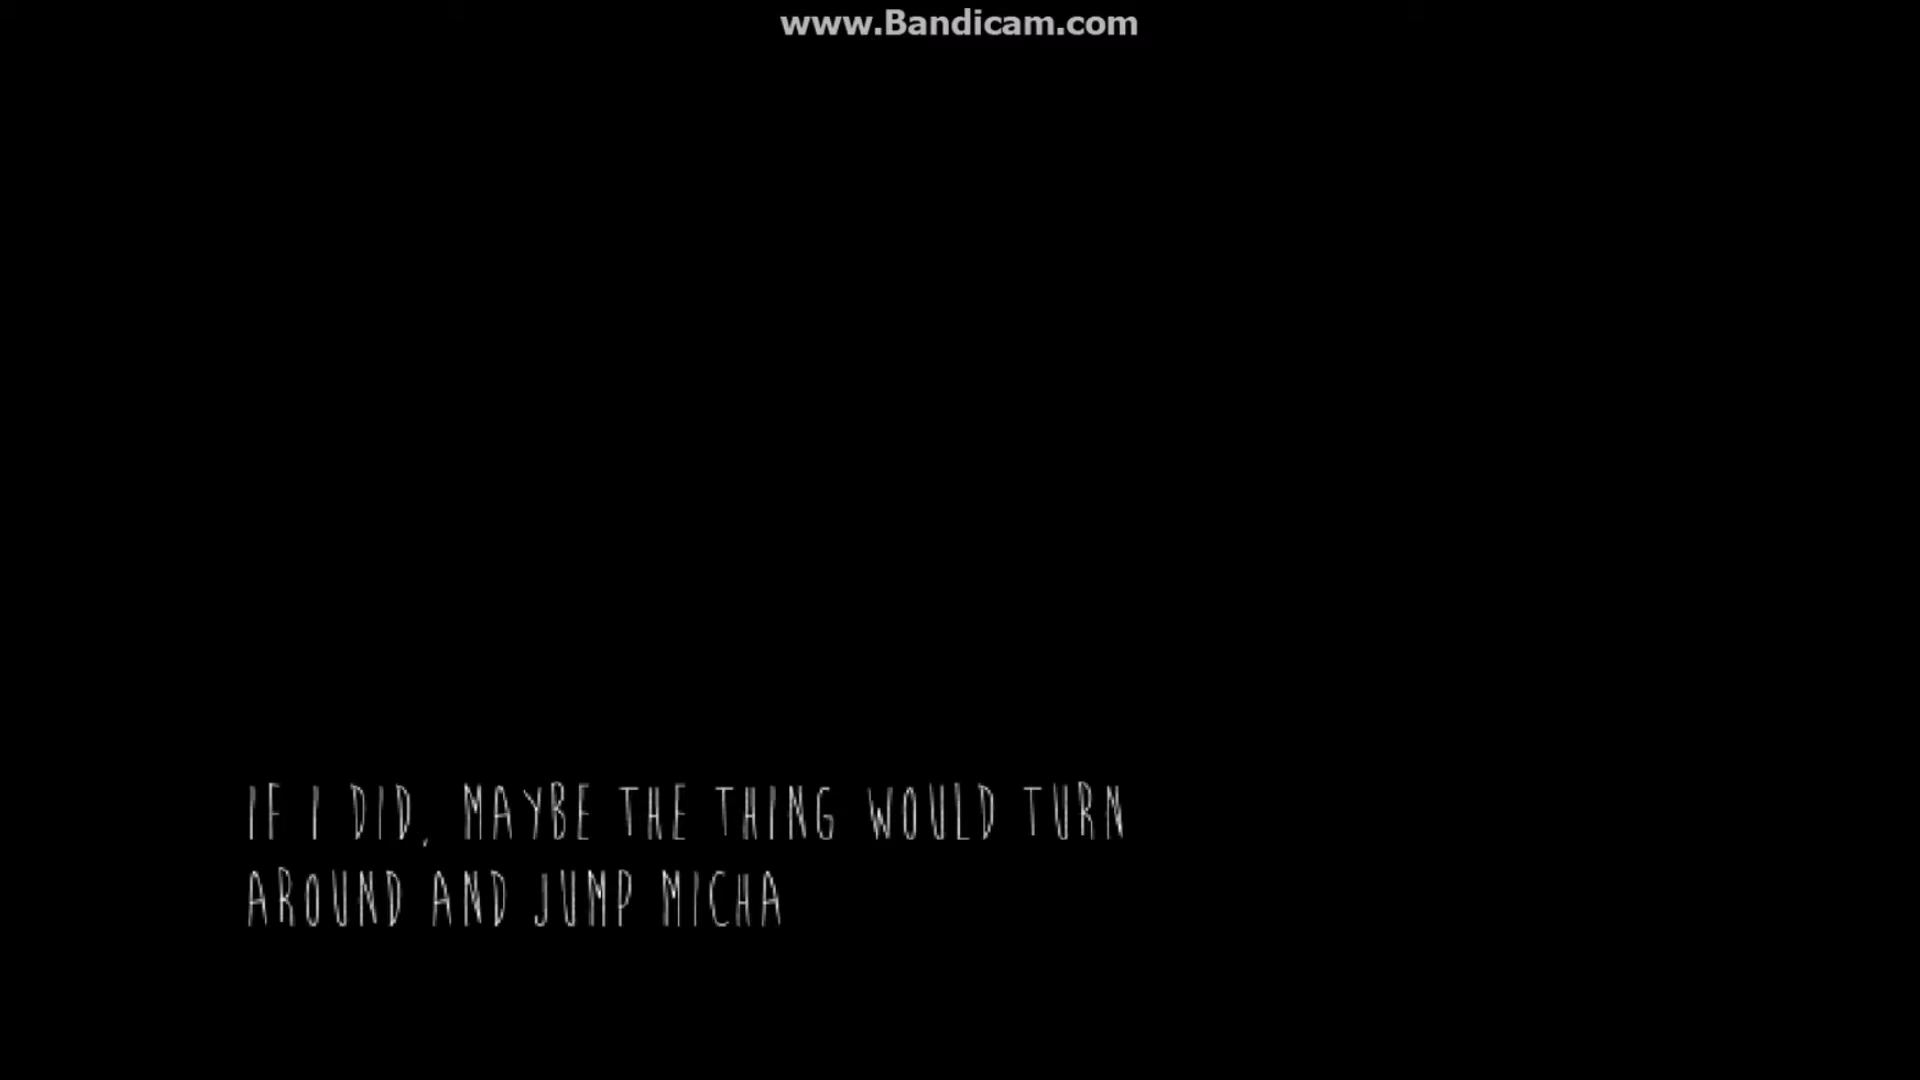 www.Bandicam.com
IF I DID, MAYBE THE THING WOULD TURN
AROUND AND JUMP MICHA